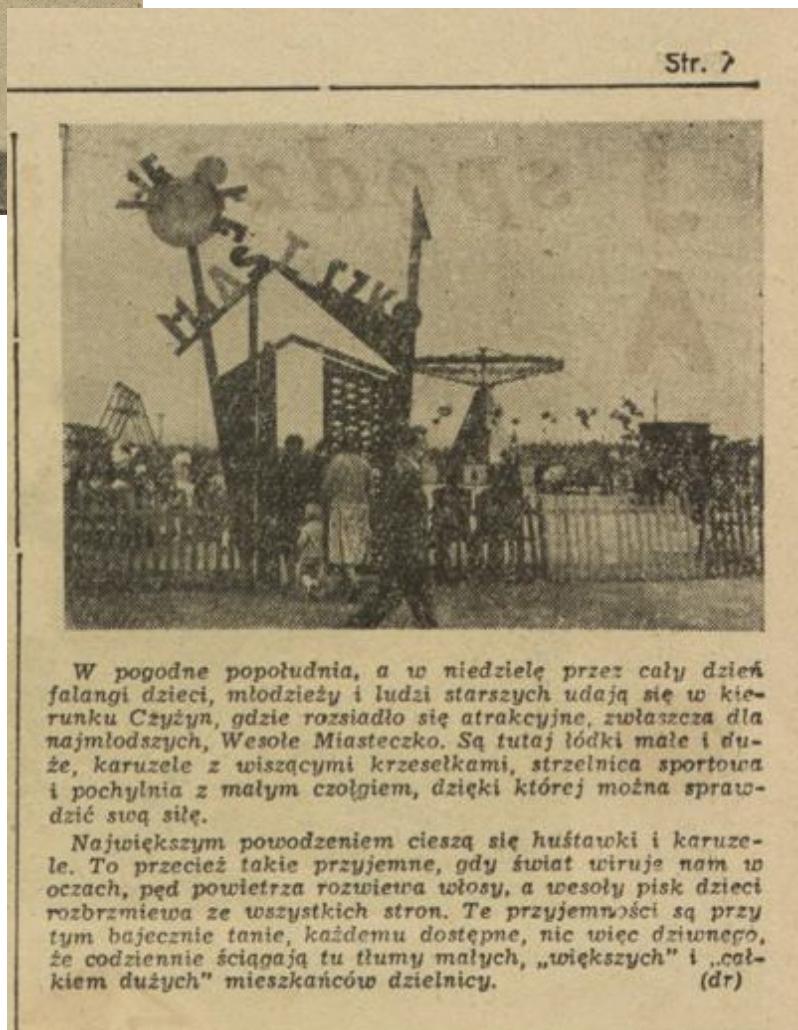 Str. 7
WESOŁE
MIASTECZKO
W pogodne popołudnia, a w niedzielę przez cały dzień
falangi dzieci, młodzieży i ludzi starszych udają się w kie-
runku Czyżyn, gdzie rozsiadło się atrakcyjne, zwłaszcza dla
najmłodszych, Wesołe Miasteczko. Są tutaj łódki małe i du-
że, karuzele z wiszącymi krzesełkami, strzelnica sportowa
i pochylnia z małym czołgiem, dzięki której można spraw-
dzić swą siłę.
Największym powodzeniem cieszą się huśtawki i karuze-
le. To przecież takie przyjemne, gdy świat wiruje nam w
oczach, pęd powietrza rozwiewa włosy, a wesoły pisk dzieci
rozbrzmiewa ze wszystkich stron. Te przyjemności są przy
tym bajecznie tanie, każdemu dostępne, nic więc dziwnego,
że codziennie ściągają tu tłumy małych, „większych” i „cał-
kiem dużych” mieszkańców dzielnicy. (dr)